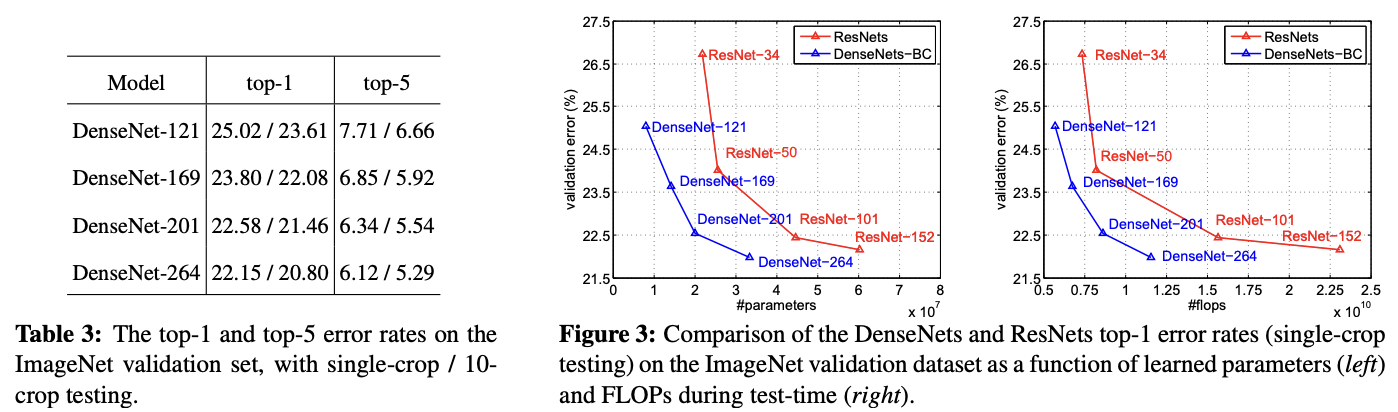 Model top-1 top-5
DenseNet-121 25.02 / 23.61 7.71 / 6.66
DenseNet-169 23.80 / 22.08 6.85 / 5.92
DenseNet-201 22.58 / 21.46 6.34 / 5.54
DenseNet-264 22.15 / 20.80 6.12 / 5.29
Table 3: The top-1 and top-5 error rates on the
ImageNet validation set, with single-crop / 10-
crop testing.
27.5
26.5
25.5
24.5
23.5
22.5
21.5
validation error (%)
ResNets
DenseNets−BC
ResNet−34
DenseNet−121
ResNet−50
DenseNet−169
DenseNet−201
ResNet−101
ResNet−152
DenseNet−264
0 1 2 3 4 5 6 7 8
#parameters
x 10^7
27.5
26.5
25.5
24.5
23.5
22.5
21.5
validation error (%)
ResNets
DenseNets−BC
ResNet−34
DenseNet−121
ResNet−50
DenseNet−169
DenseNet−201
ResNet−101
ResNet−152
DenseNet−264
0.5 0.75 1 1.25 1.5 1.75 2 2.25 2.5
#flops
x 10^10
Figure 3: Comparison of the DenseNets and ResNets top-1 error rates (single-crop
testing) on the ImageNet validation dataset as a function of learned parameters (left)
and FLOPs during test-time (right).